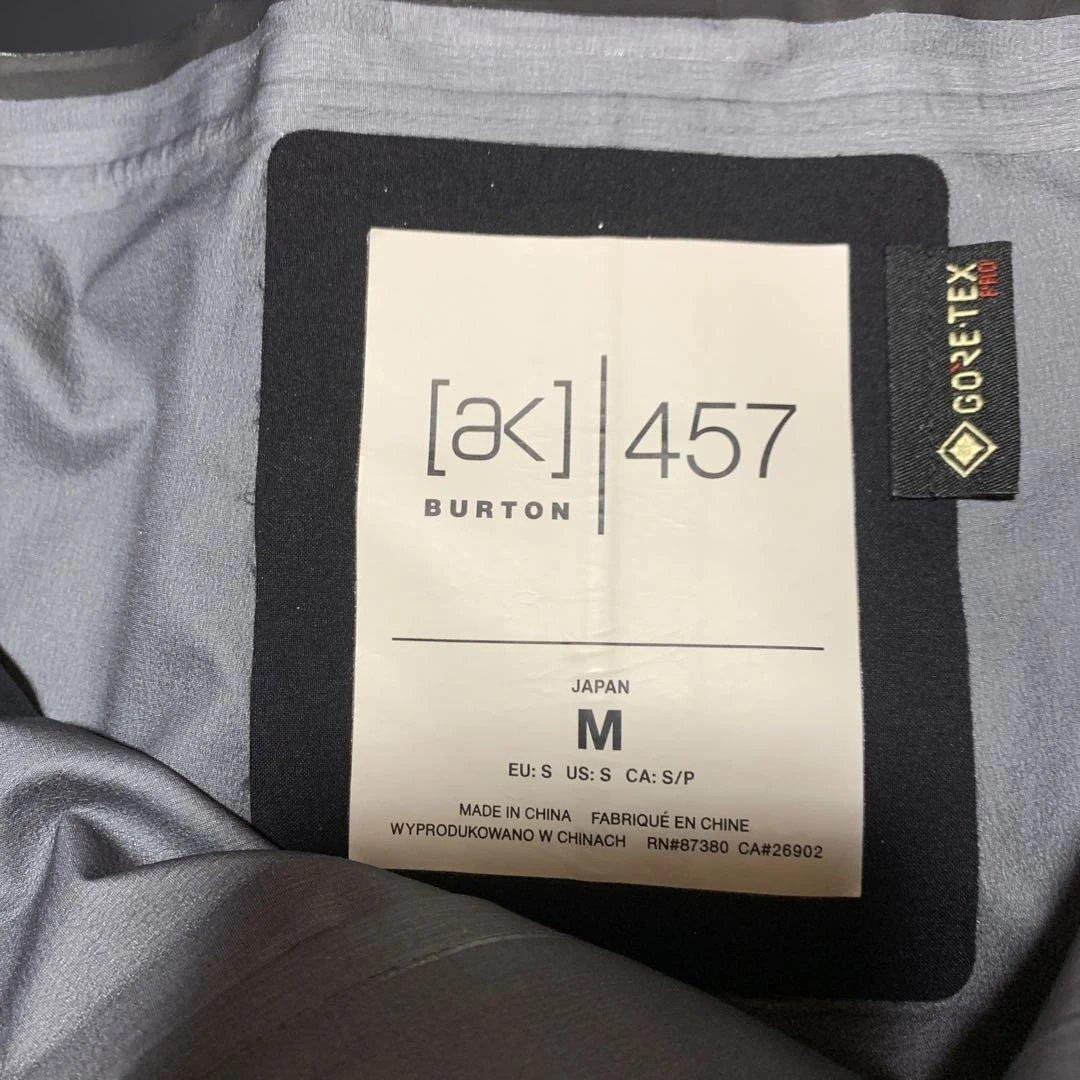 [ak] 457
BURTON
GORE-TEX
PRO
JAPAN
M
EU: S US: S CA: S/P
MADE IN CHINA FABRIQUÉ EN CHINE
WYPRODUKOWANO W CHINACH RN#87380 CA#26902